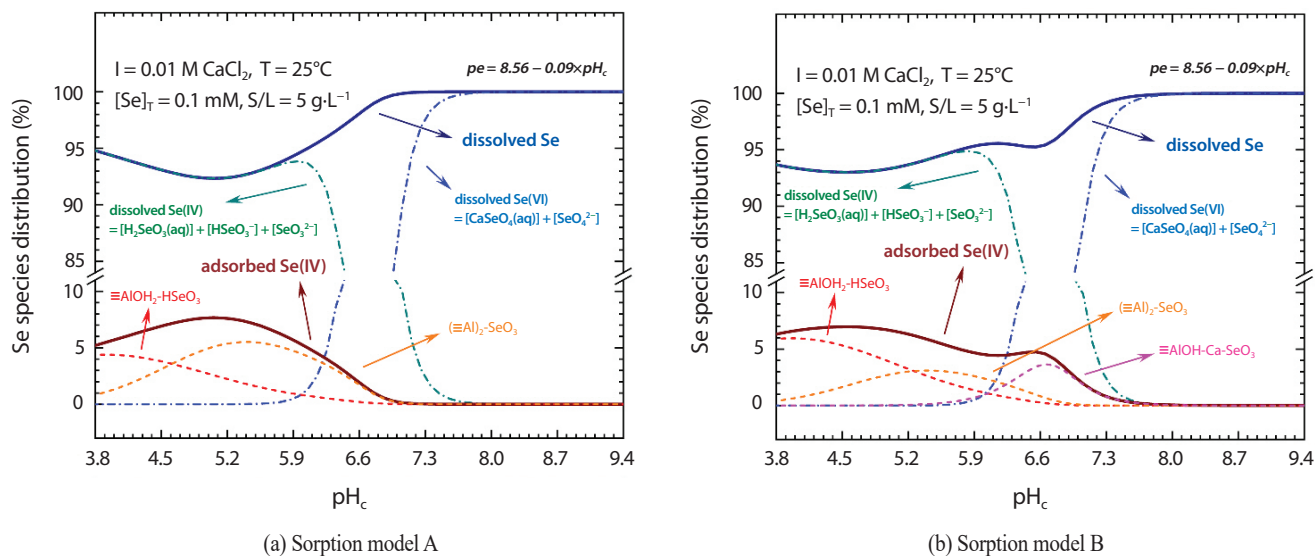 I = 0.01 M CaCl₂, T = 25°C
pe = 8.56 – 0.09×pH_c
[Se]_T = 0.1 mM, S/L = 5 g·L⁻¹
Se species distribution (%)
100
95
90
85
10
5
0
dissolved Se
dissolved Se(IV)
= [H₂SeO₃(aq)] + [HSeO₃⁻] + [SeO₃²⁻]
dissolved Se(VI)
= [CaSeO₄(aq)] + [SeO₄²⁻]
adsorbed Se(IV)
≡AlOH₂-HSeO₃
(≡Al)₂-SeO₃
3.8 4.5 5.2 5.9 6.6 7.3 8.0 8.7 9.4
pH_c
(a) Sorption model A
I = 0.01 M CaCl₂, T = 25°C
pe = 8.56 – 0.09×pH_c
[Se]_T = 0.1 mM, S/L = 5 g·L⁻¹
Se species distribution (%)
100
95
90
85
10
5
0
dissolved Se
dissolved Se(IV)
= [H₂SeO₃(aq)] + [HSeO₃⁻] + [SeO₃²⁻]
dissolved Se(VI)
= [CaSeO₄(aq)] + [SeO₄²⁻]
adsorbed Se(IV)
≡AlOH₂-HSeO₃
(≡Al)₂-SeO₃
≡AlOH-Ca-SeO₃
3.8 4.5 5.2 5.9 6.6 7.3 8.0 8.7 9.4
pH_c
(b) Sorption model B